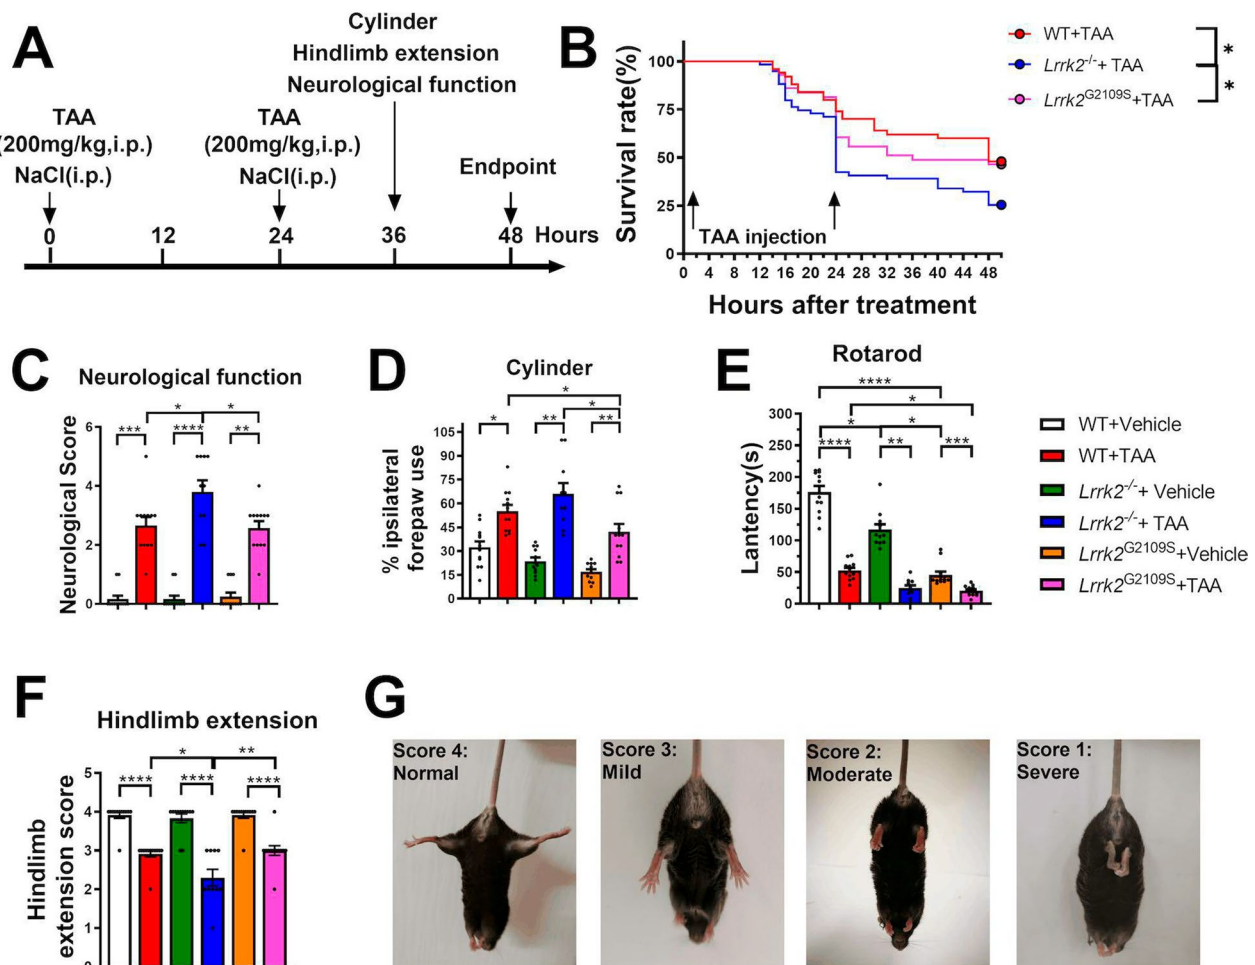 A
Cylinder
Hindlimb extension
Neurological function
TAA
(200mg/kg,i.p.)
NaCl(i.p.)
TAA
(200mg/kg,i.p.)
NaCl(i.p.)
Endpoint
0 12 24 36 48 Hours
B
Survival rate(%)
100
75
50
25
0
TAA injection
0 4 8 12 16 20 24 28 32 36 40 44 48
Hours after treatment
WT+TAA
Lrrk2-/-+ TAA
Lrrk2G2109S+TAA
*
*
C
Neurological function
Neurological Score
6
4
2
0
* *
*** **** **
D
Cylinder
% ipsilateral
forepaw use
105
90
75
60
45
30
15
0
*
*
* ** **
E
Rotarod
Lantency(s)
300
250
200
150
100
50
0
****
*
* *
**** ** ***
WT+Vehicle
WT+TAA
Lrrk2-/-+ Vehicle
Lrrk2-/-+ TAA
Lrrk2G2109S+Vehicle
Lrrk2G2109S+TAA
F
Hindlimb extension
Hindlimb
extension score
5
4
3
2
1
* **
**** **** ****
G
Score 4:
Normal
Score 3:
Mild
Score 2:
Moderate
Score 1:
Severe